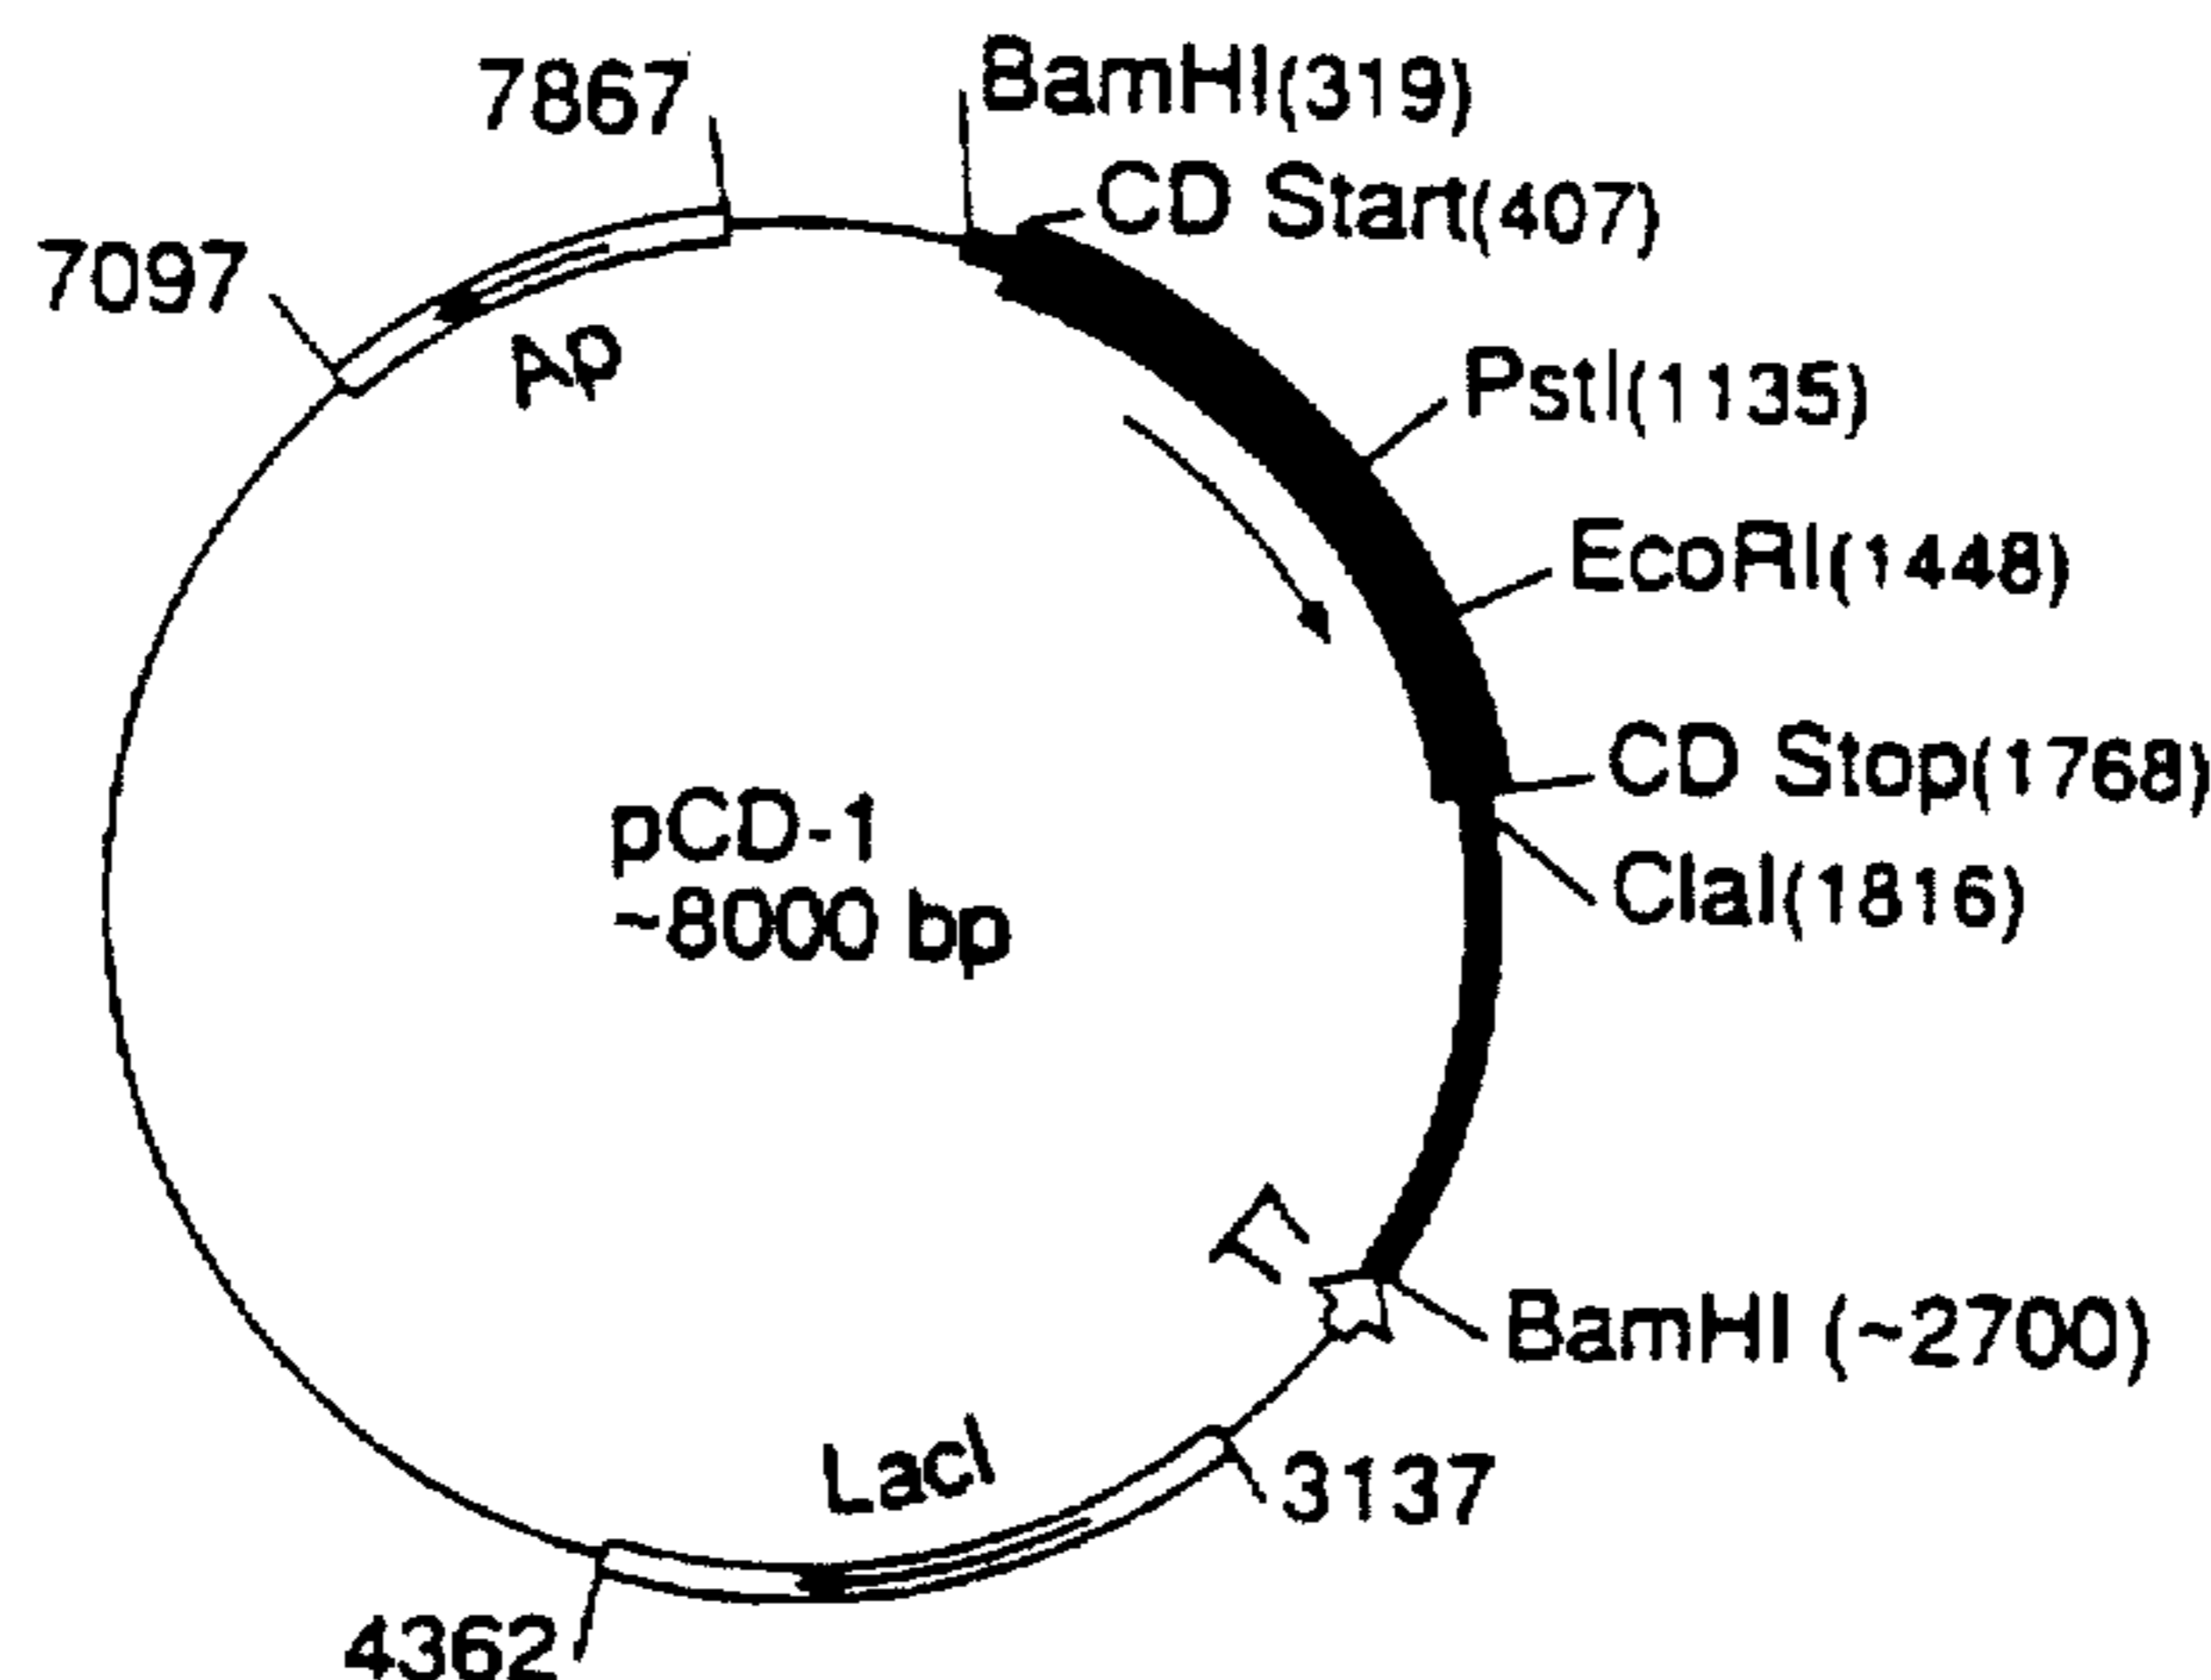 7867
BamHI(319)
CD Start(407)
7097
Ap
PstI(1135)
EcoRI(1448)
CD Stop(1768)
pCD-1
~8000 bp
ClaI(1816)
BamHI (~2700)
LacI
3137
4362